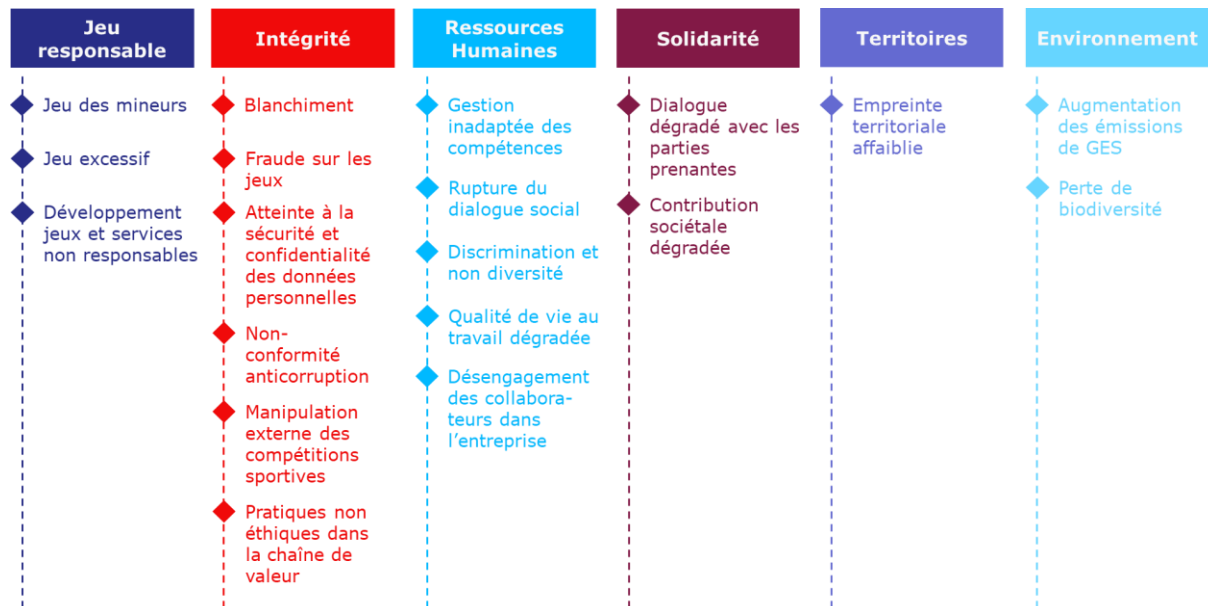 Jeu
responsable
Jeu des mineurs
Jeu excessif
Développement
jeux et services
non responsables
Intégrité
Blanchiment
Fraude sur les
jeux
Atteinte à la
sécurité et
confidentialité
des données
personnelles
Non-
conformité
anticorruption
Manipulation
externe des
compétitions
sportives
Pratiques non
éthiques dans
la chaîne de
valeur
Ressources
Humaines
Gestion
inadaptée des
compétences
Rupture du
dialogue social
Discrimination et
non diversité
Qualité de vie au
travail dégradée
Désengagement
des collabora-
teurs dans
l’entreprise
Solidarité
Dialogue
dégradé avec les
parties
prenantes
Contribution
sociétale
dégradée
Territoires
Empreinte
territoriale
affaiblie
Environnement
Augmentation
des émissions
de GES
Perte de
biodiversité